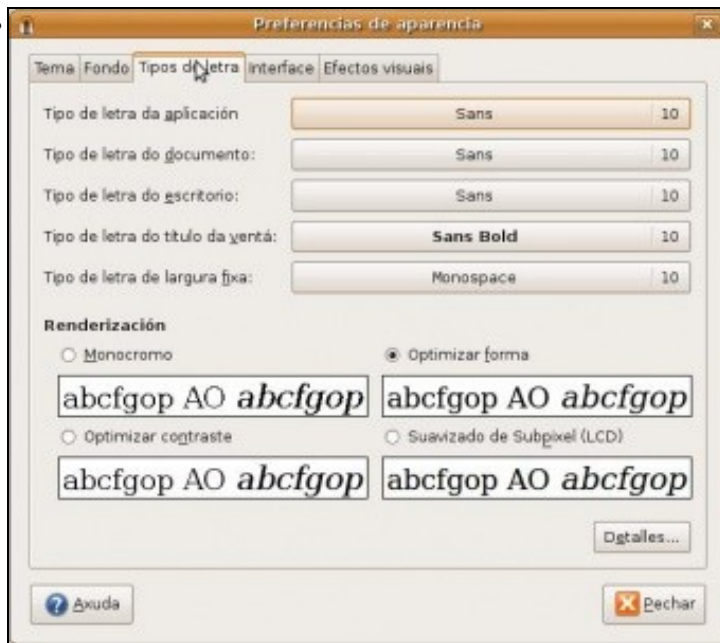 Preferencias de aparencia
Tema Fondo Tipos de letra Interface Efectos visuais
Tipo de letra da aplicación Sans 10
Tipo de letra do documento: Sans 10
Tipo de letra do escritorio: Sans 10
Tipo de letra do título da ventá: Sans Bold 10
Tipo de letra de largura fixa: Monospace 10
Renderización
Monocromo Optimizar forma
abcfgop AO abcfgop abcfgop AO abcfgop
Optimizar contraste Suavizado de Subpixel (LCD)
abcfgop AO abcfgop abcfgop AO abcfgop
Detalles...
Axuda Pechar